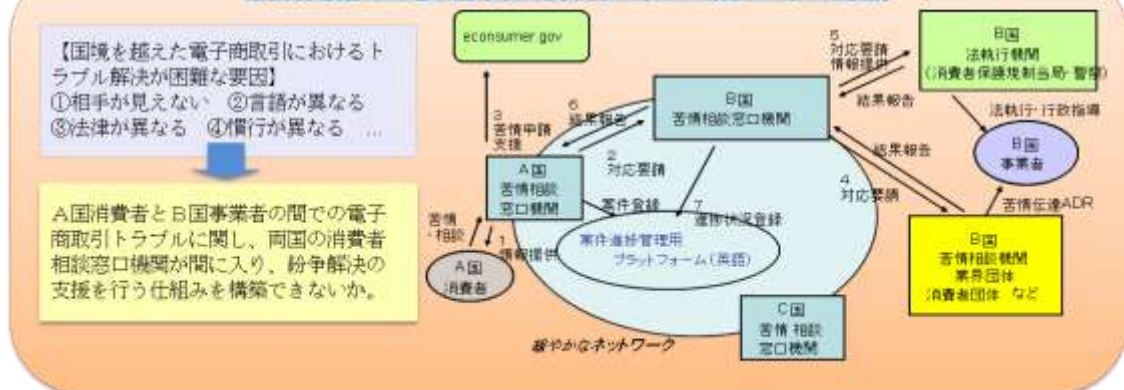 【国境を越えた電子商取引におけるト
ラブル解決が困難な要因】
①相手が見えない ②言語が異なる
③法律が異なる ④慣行が異なる …
A国消費者とB国事業者の間での電子
商取引トラブルに関し、両国の消費者
相談窓口機関が間に入り、紛争解決の
支援を行う仕組みを構築できないか。
econsumer.gov
3
苦情申請
支援
A国
苦情相談
窓口機関
苦情
・相談
1
情報提供
A国
消費者
6
結果報告
2
対応要請
B国
苦情相談窓口機関
案件登録
7
進捗状況登録
案件進捗管理用
プラットフォーム(英語)
C国
苦情相談
窓口機関
緩やかなネットワーク
5
対応要請
情報提供
結果報告
B国
法執行機関
(消費者保護規制当局・警察)
法執行・行政指導
B国
事業者
結果報告
4
対応要請
苦情伝達ADR
B国
苦情相談機関
業界団体
消費者団体 など